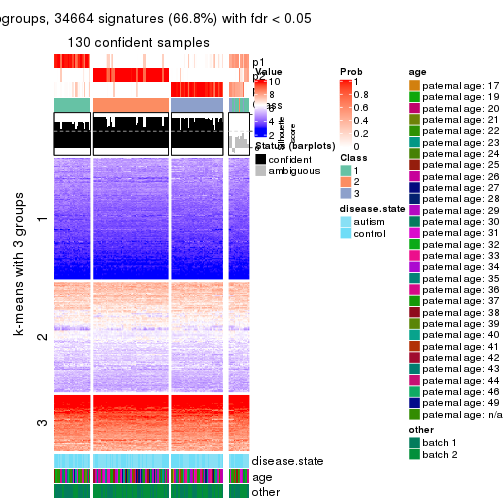 groups, 34664 signatures (66.8%) with fdr < 0.05
130 confident samples
p1
p2
Value
10
8
6
4
2
Status (barplots)
confident
ambiguous
Silhouette
score
Prob
1
0.8
0.6
0.4
0.2
0
Class
1
2
3
disease.state
autism
control
age
paternal age: 17
paternal age: 19
paternal age: 20
paternal age: 21
paternal age: 22
paternal age: 23
paternal age: 24
paternal age: 25
paternal age: 26
paternal age: 27
paternal age: 28
paternal age: 29
paternal age: 30
paternal age: 31
paternal age: 32
paternal age: 33
paternal age: 34
paternal age: 35
paternal age: 36
paternal age: 37
paternal age: 38
paternal age: 39
paternal age: 40
paternal age: 41
paternal age: 42
paternal age: 43
paternal age: 44
paternal age: 46
paternal age: 49
paternal age: n/a
other
batch 1
batch 2
k-means with 3 groups
1
2
3
disease.state
age
other